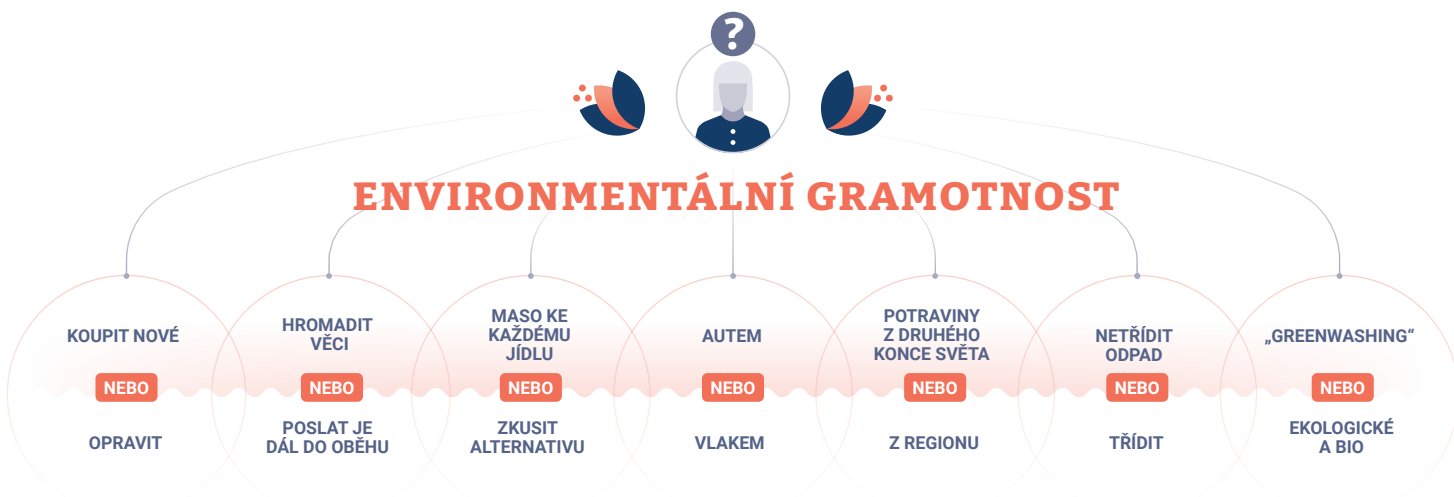 ?
ENVIRONMENTÁLNÍ GRAMOTNOST
KOUPIT NOVÉ
NEBO
OPRAVIT
HROMADIT
VĚCI
NEBO
POSLAT JE
DÁL DO OBĚHU
MASO KE
KAŽDÉMU
JÍDLU
NEBO
ZKUSIT
ALTERNATIVU
AUTEM
NEBO
VLAKEM
POTRAVINY
Z DRUHÉHO
KONCE SVĚTA
NEBO
Z REGIONU
NETŘÍDIT
ODPAD
NEBO
TŘÍDIT
„GREENWASHING“
NEBO
EKOLOGICKÉ
A BIO